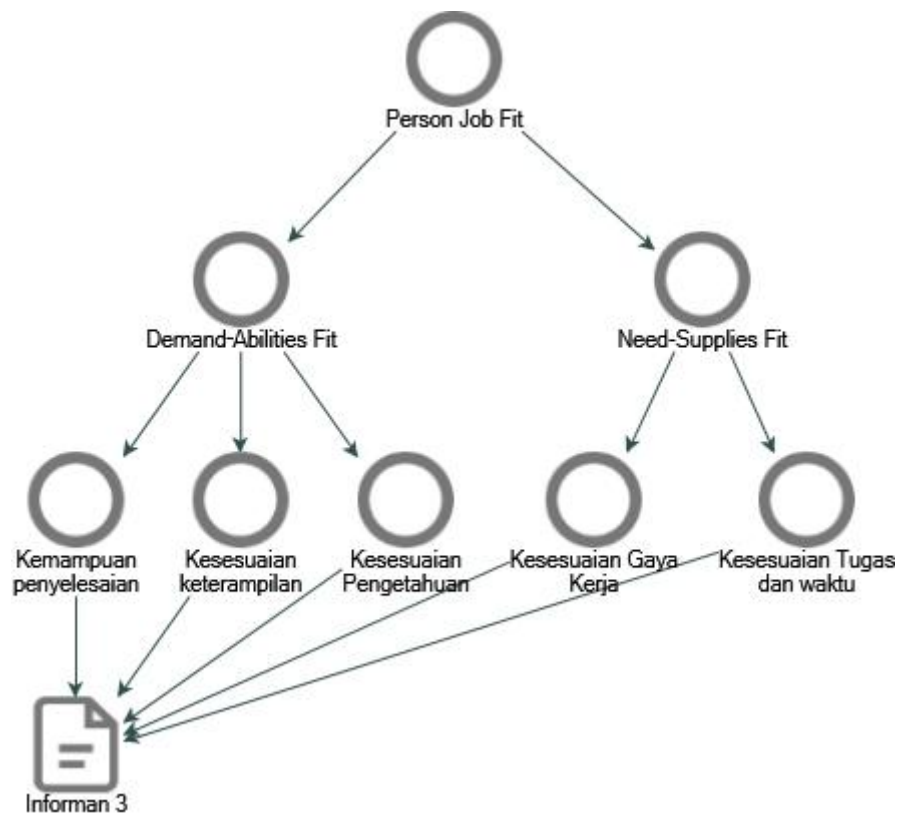 Person Job Fit
Demand-Abilities Fit
Need-Supplies Fit
Kemampuan
penyelesaian
Kesesuaian
keterampilan
Kesesuaian
Pengetahuan
Kesesuaian Gaya
Kerja
Kesesuaian Tugas
dan waktu
Informan 3